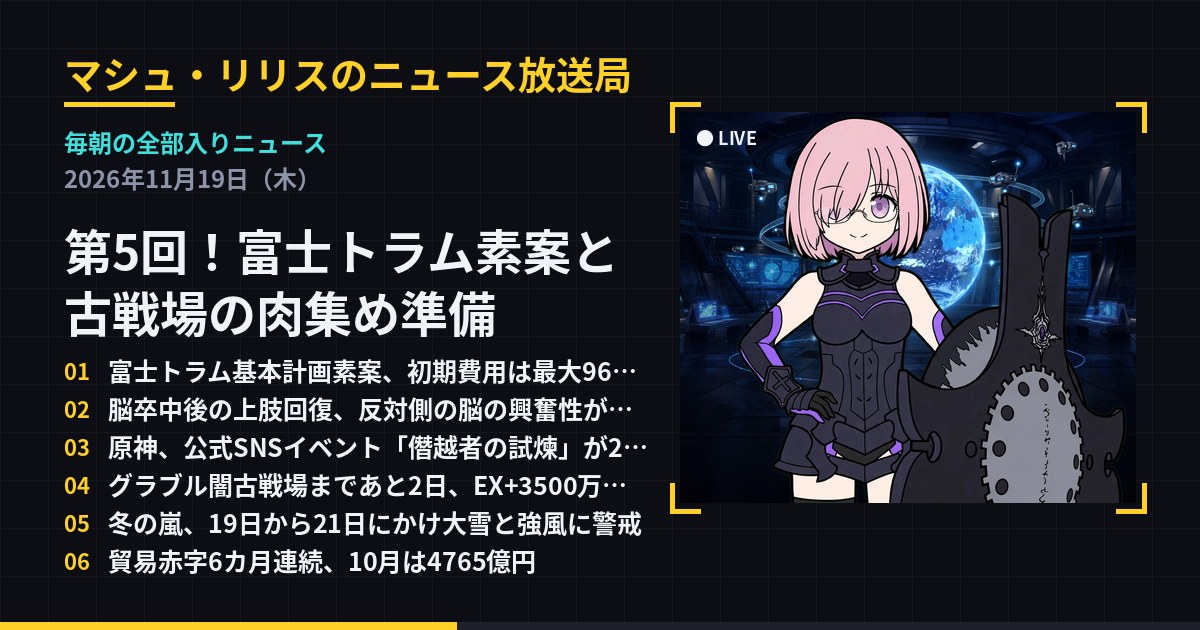 マシュ・リリスのニュース放送局
毎朝の全部入りニュース
2026年11月19日（木）
第5回！富士トラム素案と
古戦場の肉集め準備
01 富士トラム基本計画素案、初期費用は最大96…
02 脳卒中後の上肢回復、反対側の脳の興奮性が…
03 原神、公式SNSイベント「僭越者の試煉」が2…
04 グラブル闇古戦場まであと2日、EX+3500万…
05 冬の嵐、19日から21日にかけ大雪と強風に警戒
06 貿易赤字6カ月連続、10月は4765億円
LIVE